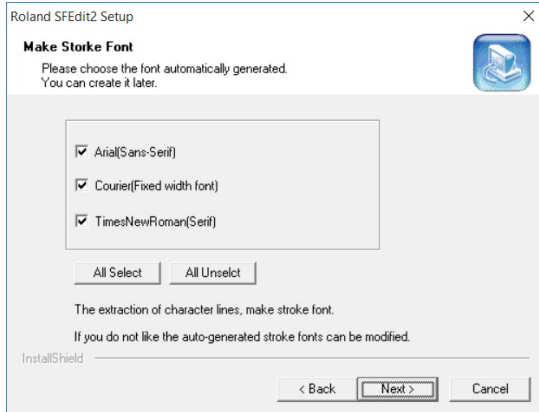 Roland SFEdit2 Setup
Make Storke Font
Please choose the font automatically generated.
You can create it later.
Arial(Sans-Serif)
Courier(Fixed width font)
TimesNewRoman(Serif)
All Select All Unselct
The extraction of character lines, make stroke font.
If you do not like the auto-generated stroke fonts can be modified.
InstallShield
< Back Next > Cancel